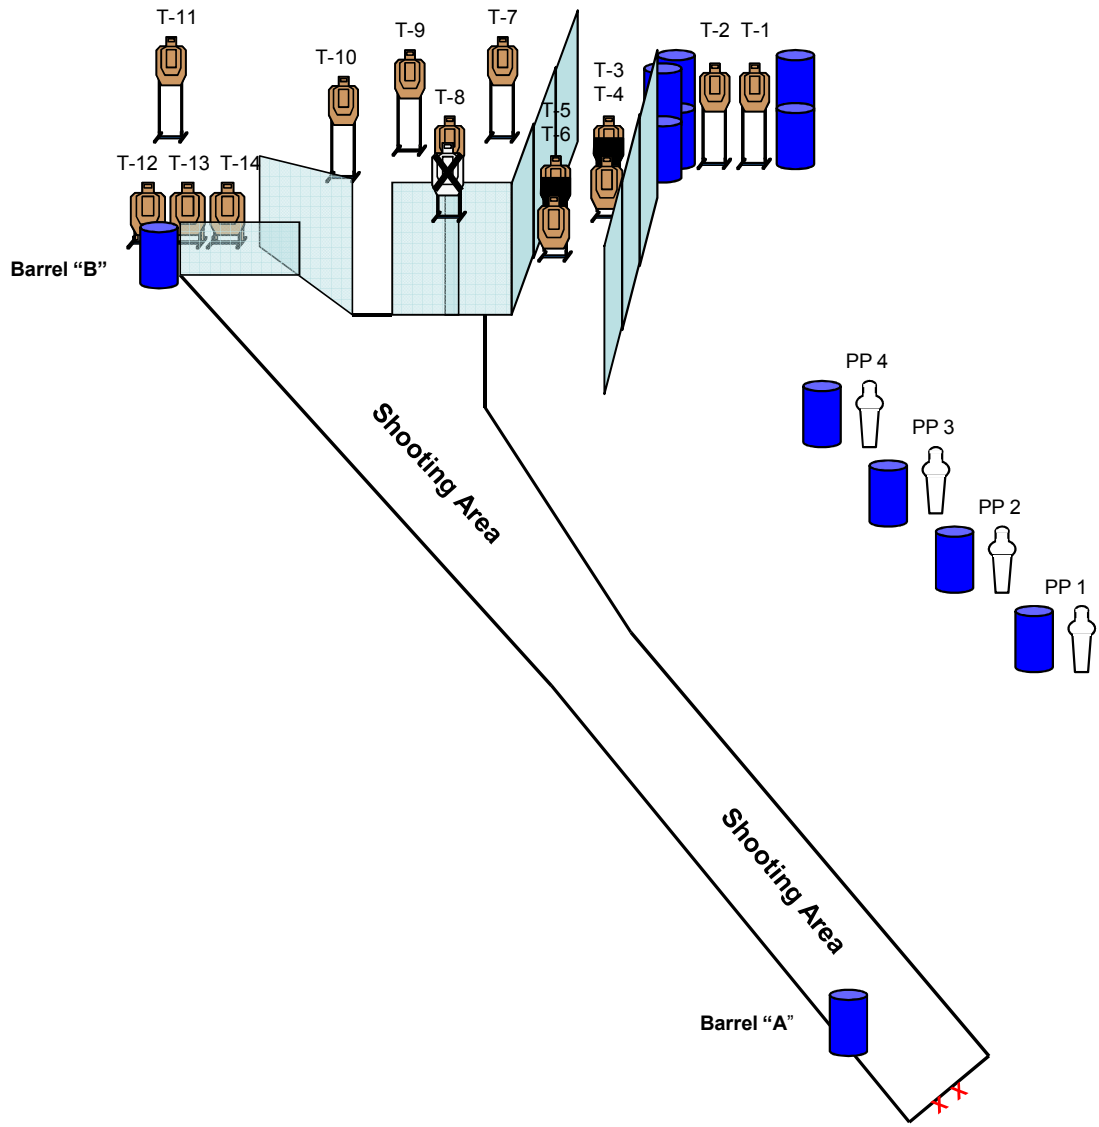 T-11
T-9
T-7
T-2
T-1
T-10
T-3
T-4
T-8
T-5
T-6
T-12
T-13
T-14
Barrel “B”
PP 4
PP 3
PP 2
PP 1
Shooting Area
Shooting Area
Barrel “A”
X X